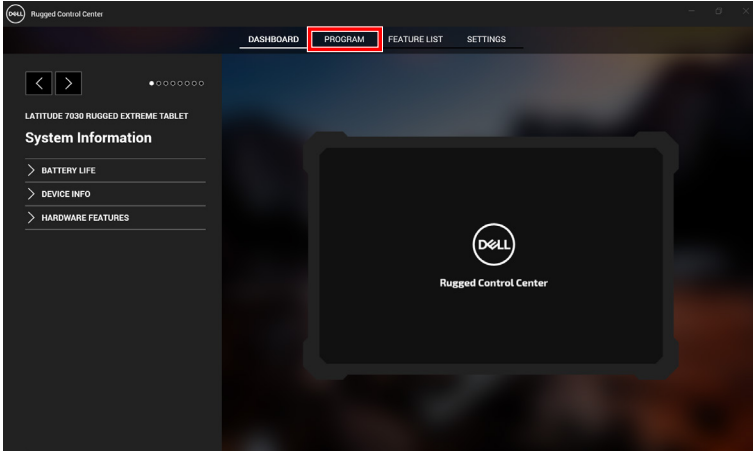 DELL Rugged Control Center
DASHBOARD PROGRAM FEATURE LIST SETTINGS
LATITUDE 7030 RUGGED EXTREME TABLET
System Information
BATTERY LIFE
DEVICE INFO
HARDWARE FEATURES
DELL
Rugged Control Center